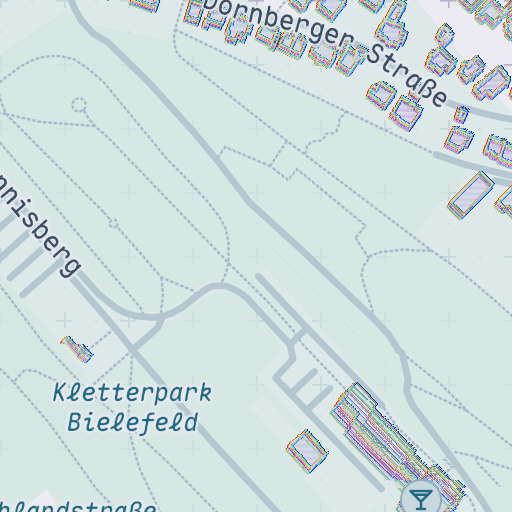 Dornberger Straße
nnisberg
Kletterpark
Bielefeld
hlandstraße